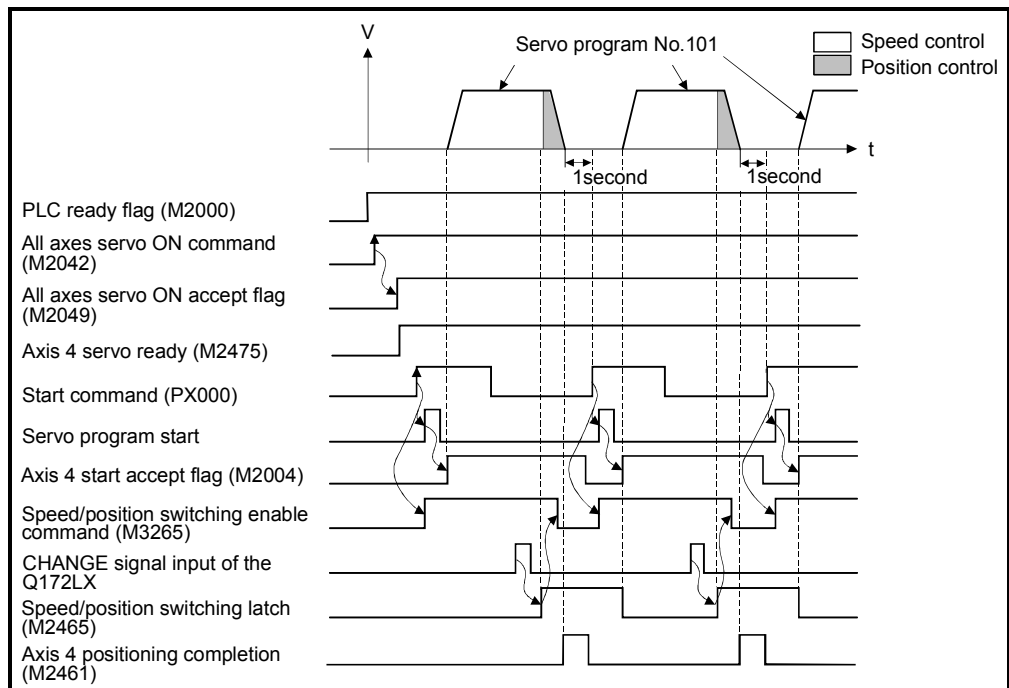 V
Servo program No.101
Speed control
Position control
t
1second
1second
PLC ready flag (M2000)
All axes servo ON command
(M2042)
All axes servo ON accept flag
(M2049)
Axis 4 servo ready (M2475)
Start command (PX000)
Servo program start
Axis 4 start accept flag (M2004)
Speed/position switching enable
command (M3265)
CHANGE signal input of the
Q172LX
Speed/position switching latch
(M2465)
Axis 4 positioning completion
(M2461)